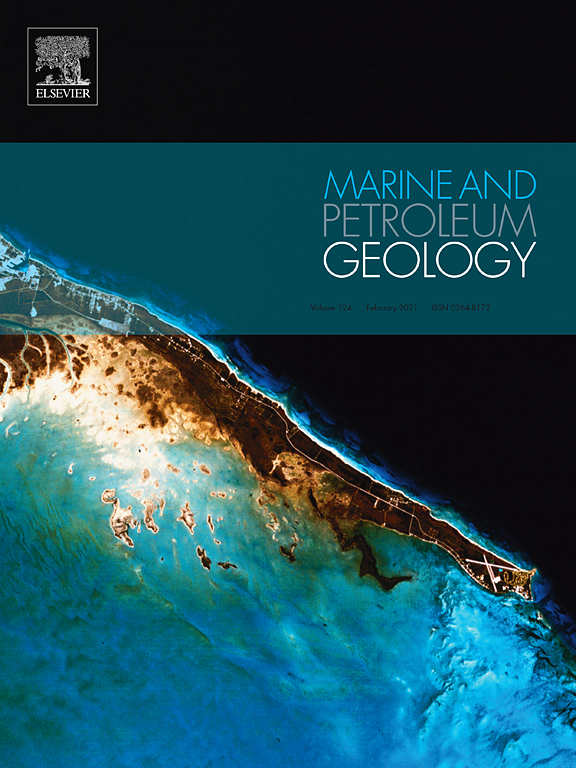 ELSEVIER
MARINE AND
PETROLEUM
GEOLOGY
Volume 124 February 2021 ISSN 0264-8172